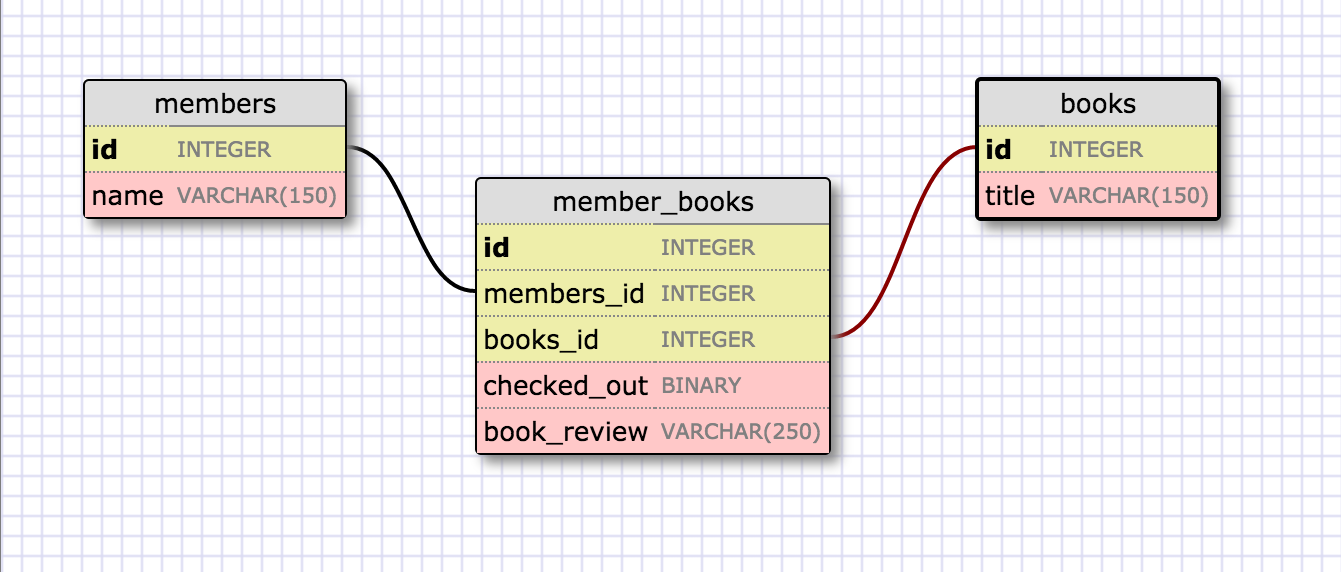 members
id INTEGER
name VARCHAR(150)
member_books
id INTEGER
members_id INTEGER
books_id INTEGER
checked_out BINARY
book_review VARCHAR(250)
books
id INTEGER
title VARCHAR(150)